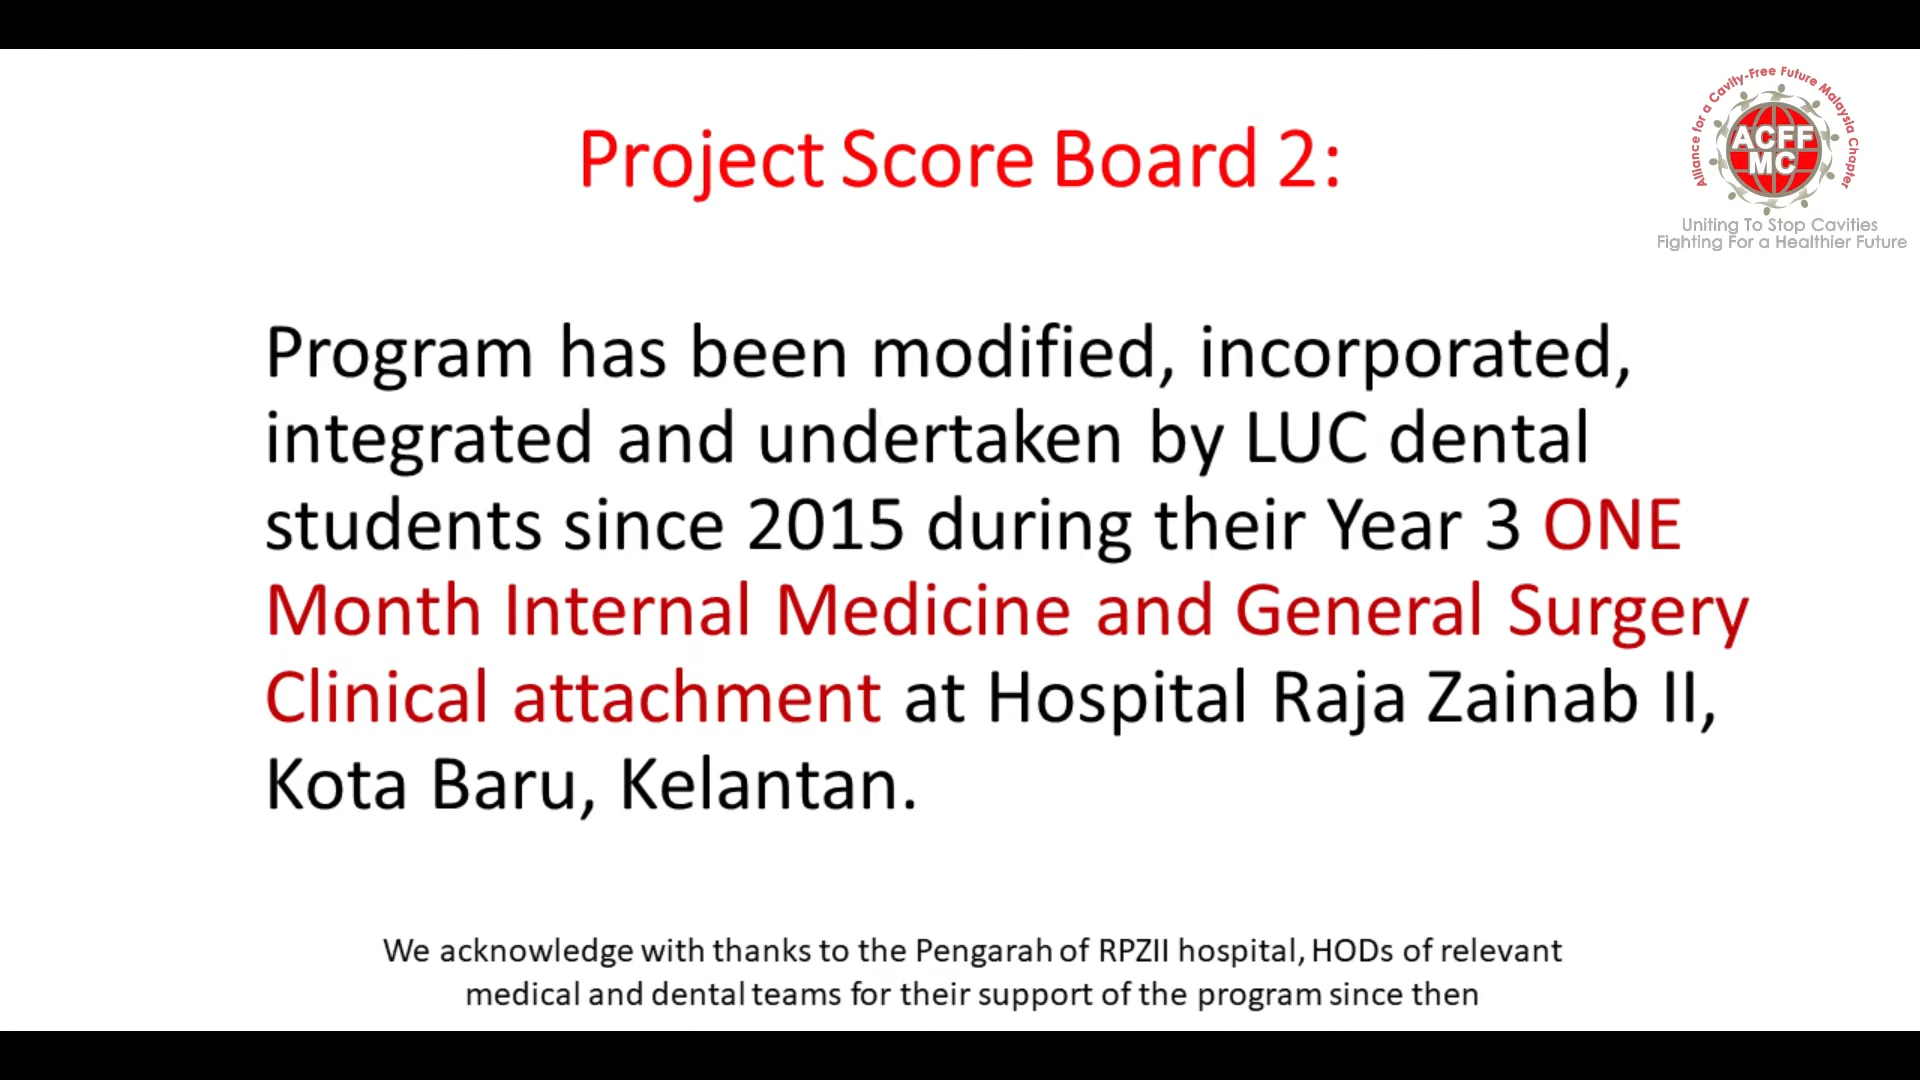 Project Score Board 2:
Alliance for a Cavity-Free Future Malaysia Chapter
ACFF
MC
Uniting To Stop Cavities
Fighting For a Healthier Future
Program has been modified, incorporated,
integrated and undertaken by LUC dental
students since 2015 during their Year 3 ONE
Month Internal Medicine and General Surgery
Clinical attachment at Hospital Raja Zainab II,
Kota Baru, Kelantan.
We acknowledge with thanks to the Pengarah of RPZII hospital, HODs of relevant
medical and dental teams for their support of the program since then